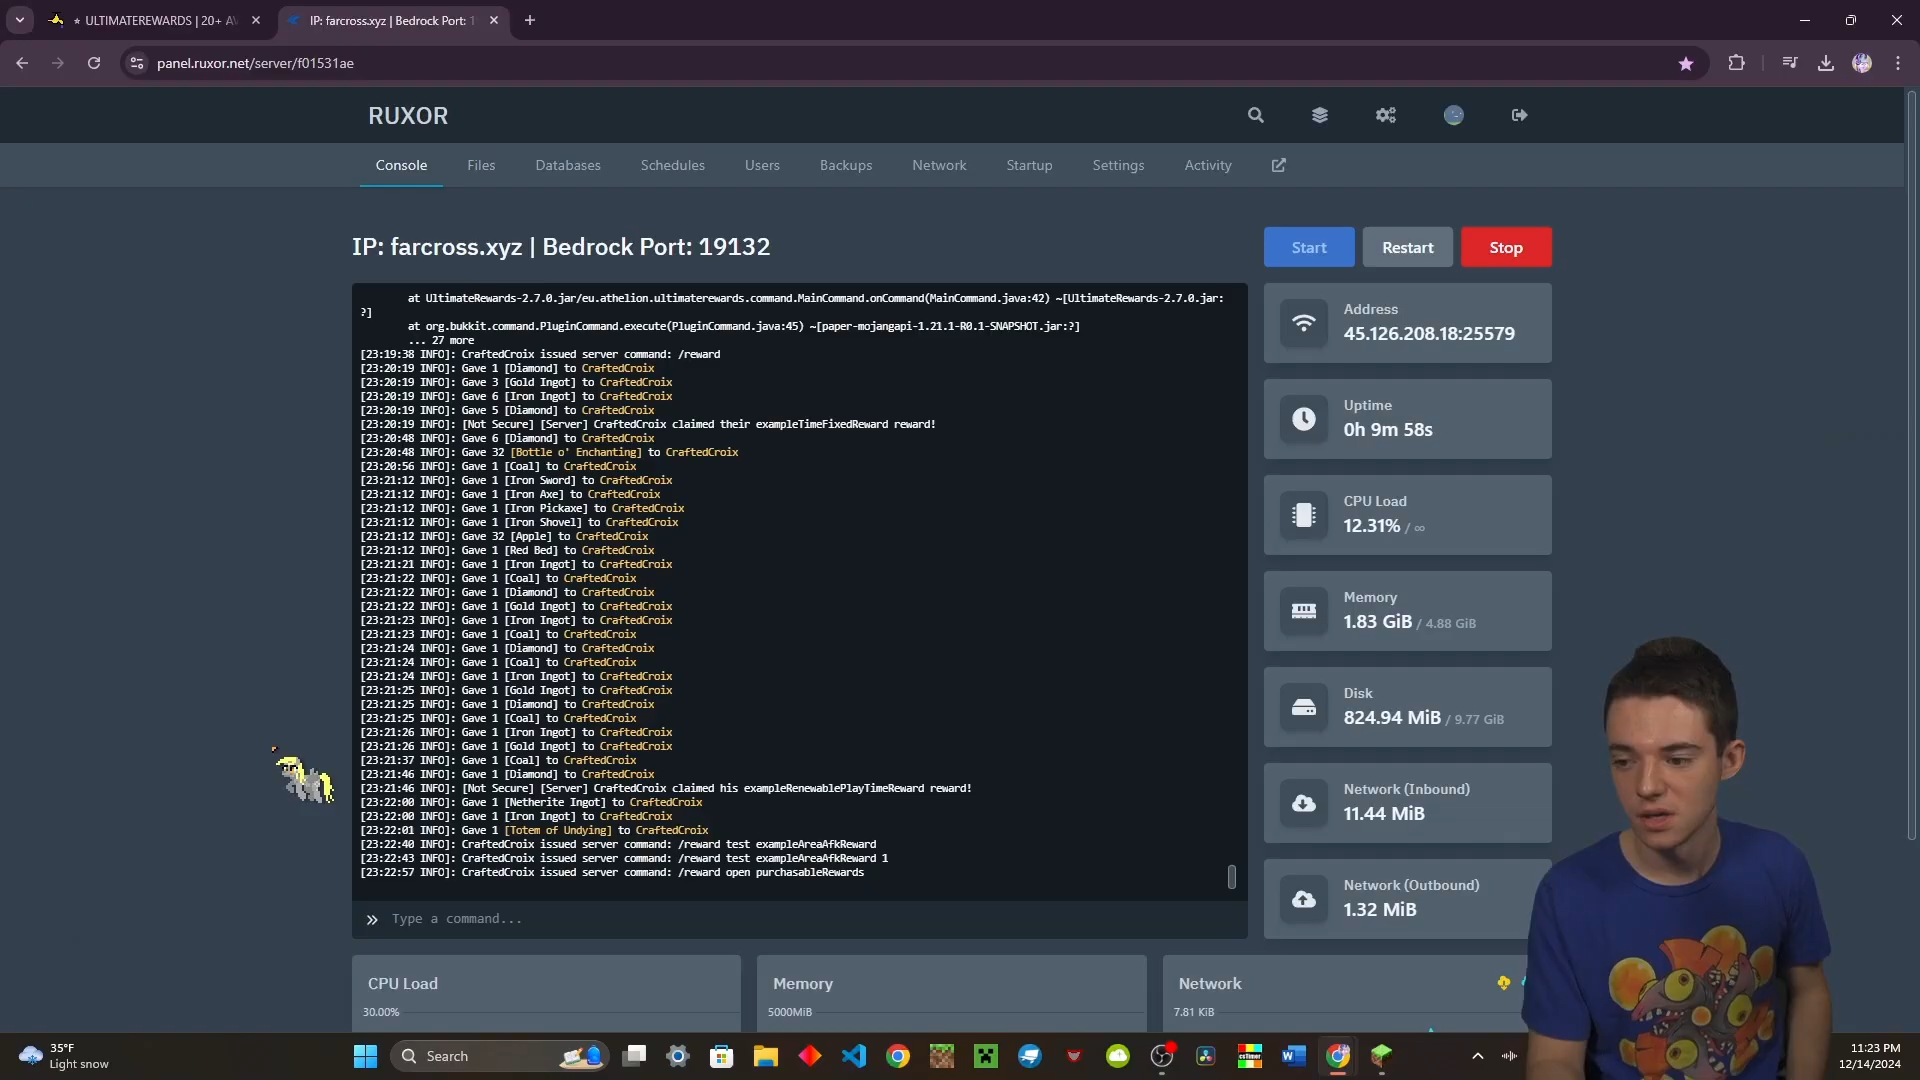 ULTIMATEREWARDS | 20+ A
IP: farcross.xyz | Bedrock Port: 1
panel.ruxor.net/server/f01531ae
RUXOR
Console Files Databases Schedules Users Backups Network Startup Settings Activity
IP: farcross.xyz | Bedrock Port: 19132
Start Restart Stop
at UltimateRewards-2.7.0.jar/eu.athelion.ultimaterewards.command.MainCommand.onCommand(MainCommand.java:42) ~[UltimateRewards-2.7.0.jar:
?]
at org.bukkit.command.PluginCommand.execute(PluginCommand.java:45) ~[paper-mojangapi-1.21.1-R0.1-SNAPSHOT.jar:?]
... 27 more
[23:19:38 INFO]: CraftedCroix issued server command: /reward
[23:20:19 INFO]: Gave 1 [Diamond] to CraftedCroix
[23:20:19 INFO]: Gave 3 [Gold Ingot] to CraftedCroix
[23:20:19 INFO]: Gave 6 [Iron Ingot] to CraftedCroix
[23:20:19 INFO]: Gave 5 [Diamond] to CraftedCroix
[23:20:19 INFO]: [Not Secure] [Server] CraftedCroix claimed their exampleTimeFixedReward reward!
[23:20:48 INFO]: Gave 6 [Diamond] to CraftedCroix
[23:20:48 INFO]: Gave 32 [Bottle o' Enchanting] to CraftedCroix
[23:20:56 INFO]: Gave 1 [Coal] to CraftedCroix
[23:21:12 INFO]: Gave 1 [Iron Sword] to CraftedCroix
[23:21:12 INFO]: Gave 1 [Iron Axe] to CraftedCroix
[23:21:12 INFO]: Gave 1 [Iron Pickaxe] to CraftedCroix
[23:21:12 INFO]: Gave 1 [Iron Shovel] to CraftedCroix
[23:21:12 INFO]: Gave 32 [Apple] to CraftedCroix
[23:21:12 INFO]: Gave 1 [Red Bed] to CraftedCroix
[23:21:21 INFO]: Gave 1 [Iron Ingot] to CraftedCroix
[23:21:22 INFO]: Gave 1 [Coal] to CraftedCroix
[23:21:22 INFO]: Gave 1 [Diamond] to CraftedCroix
[23:21:22 INFO]: Gave 1 [Gold Ingot] to CraftedCroix
[23:21:23 INFO]: Gave 1 [Iron Ingot] to CraftedCroix
[23:21:23 INFO]: Gave 1 [Coal] to CraftedCroix
[23:21:24 INFO]: Gave 1 [Diamond] to CraftedCroix
[23:21:24 INFO]: Gave 1 [Coal] to CraftedCroix
[23:21:24 INFO]: Gave 1 [Iron Ingot] to CraftedCroix
[23:21:25 INFO]: Gave 1 [Gold Ingot] to CraftedCroix
[23:21:25 INFO]: Gave 1 [Diamond] to CraftedCroix
[23:21:25 INFO]: Gave 1 [Coal] to CraftedCroix
[23:21:26 INFO]: Gave 1 [Iron Ingot] to CraftedCroix
[23:21:26 INFO]: Gave 1 [Gold Ingot] to CraftedCroix
[23:21:37 INFO]: Gave 1 [Coal] to CraftedCroix
[23:21:46 INFO]: Gave 1 [Diamond] to CraftedCroix
[23:21:46 INFO]: [Not Secure] [Server] CraftedCroix claimed his exampleRenewablePlayTimeReward reward!
[23:22:00 INFO]: Gave 1 [Netherite Ingot] to CraftedCroix
[23:22:00 INFO]: Gave 1 [Iron Ingot] to CraftedCroix
[23:22:01 INFO]: Gave 1 [Totem of Undying] to CraftedCroix
[23:22:40 INFO]: CraftedCroix issued server command: /reward test exampleAreaAfkReward
[23:22:43 INFO]: CraftedCroix issued server command: /reward test exampleAreaAfkReward 1
[23:22:57 INFO]: CraftedCroix issued server command: /reward open purchasableRewards
Type a command...
Address
45.126.208.18:25579
Uptime
0h 9m 58s
CPU Load
12.31% / ∞
Memory
1.83 GiB / 4.88 GiB
Disk
824.94 MiB / 9.77 GiB
Network (Inbound)
11.44 MiB
Network (Outbound)
1.32 MiB
CPU Load
30.00%
Memory
5000MiB
Network
7.81 KiB
35°F
Light snow
Search
csTimer
11:23 PM
12/14/2024